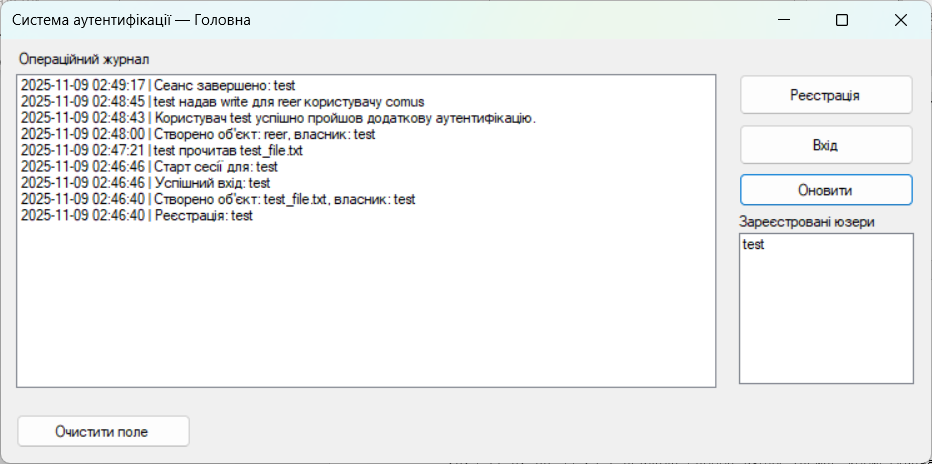 Система аутентифікації — Головна
Операційний журнал
2025-11-09 02:49:17 | Сеанс завершено: test
2025-11-09 02:48:45 | test надав write для reer користувачу comus
2025-11-09 02:48:43 | Користувач test успішно пройшов додаткову аутентифікацію.
2025-11-09 02:48:00 | Створено об'єкт: reer, власник: test
2025-11-09 02:47:21 | test прочитав test_file.txt
2025-11-09 02:46:46 | Старт сесії для: test
2025-11-09 02:46:46 | Успішний вхід: test
2025-11-09 02:46:40 | Створено об'єкт: test_file.txt, власник: test
2025-11-09 02:46:40 | Реєстрація: test
Реєстрація
Вхід
Оновити
Зареєстровані юзери
test
Очистити поле